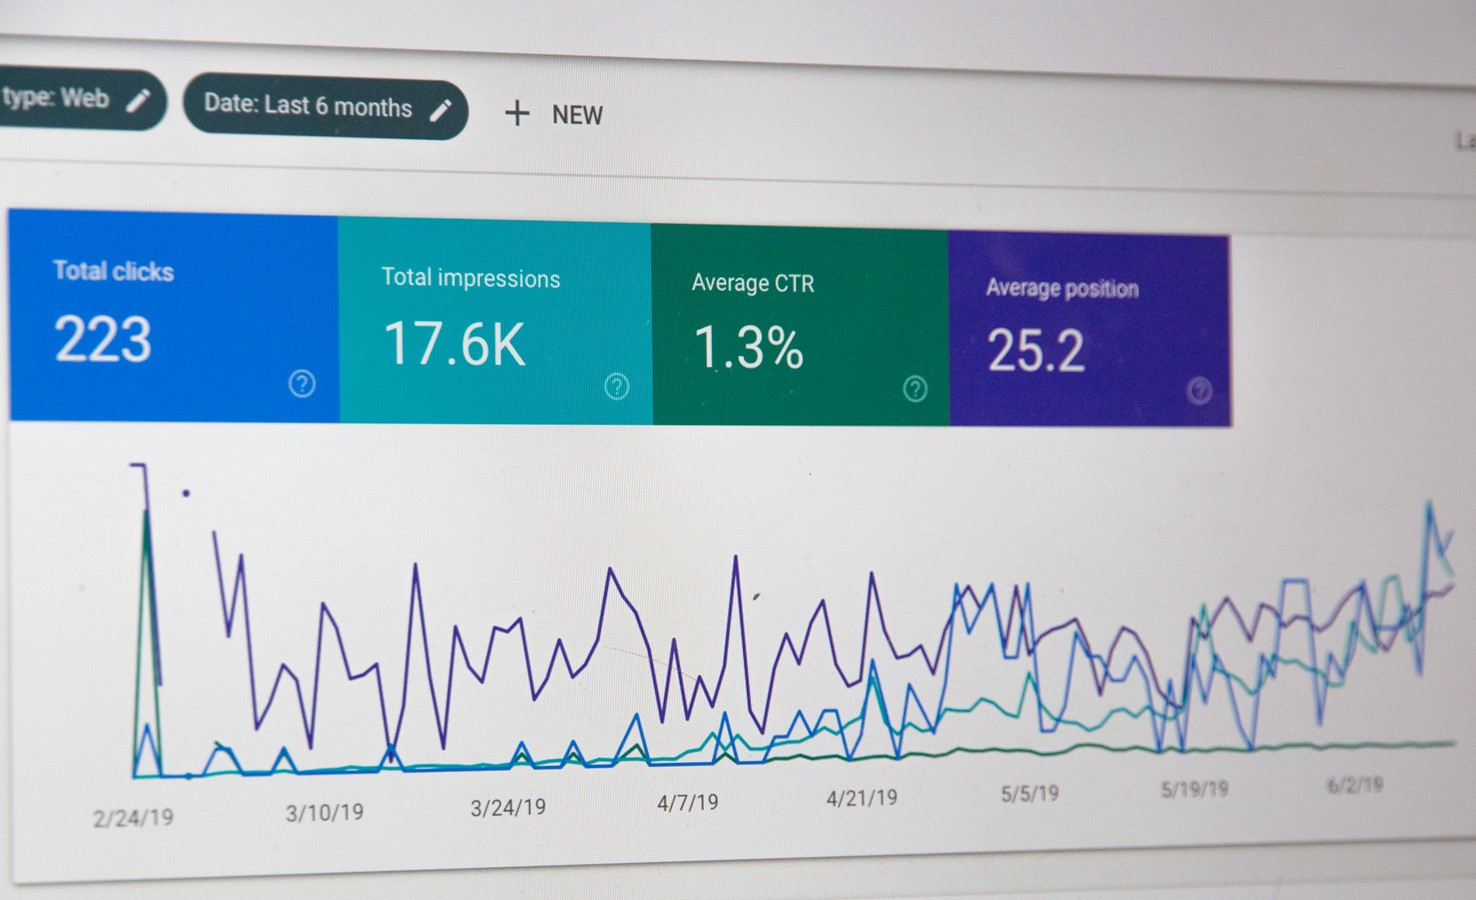 type: Web
Date: Last 6 months
+ NEW
Total clicks
223
Total impressions
17.6K
Average CTR
1.3%
Average position
25.2
2/24/19 3/10/19 3/24/19 4/7/19 4/21/19 5/5/19 5/19/19 6/2/19